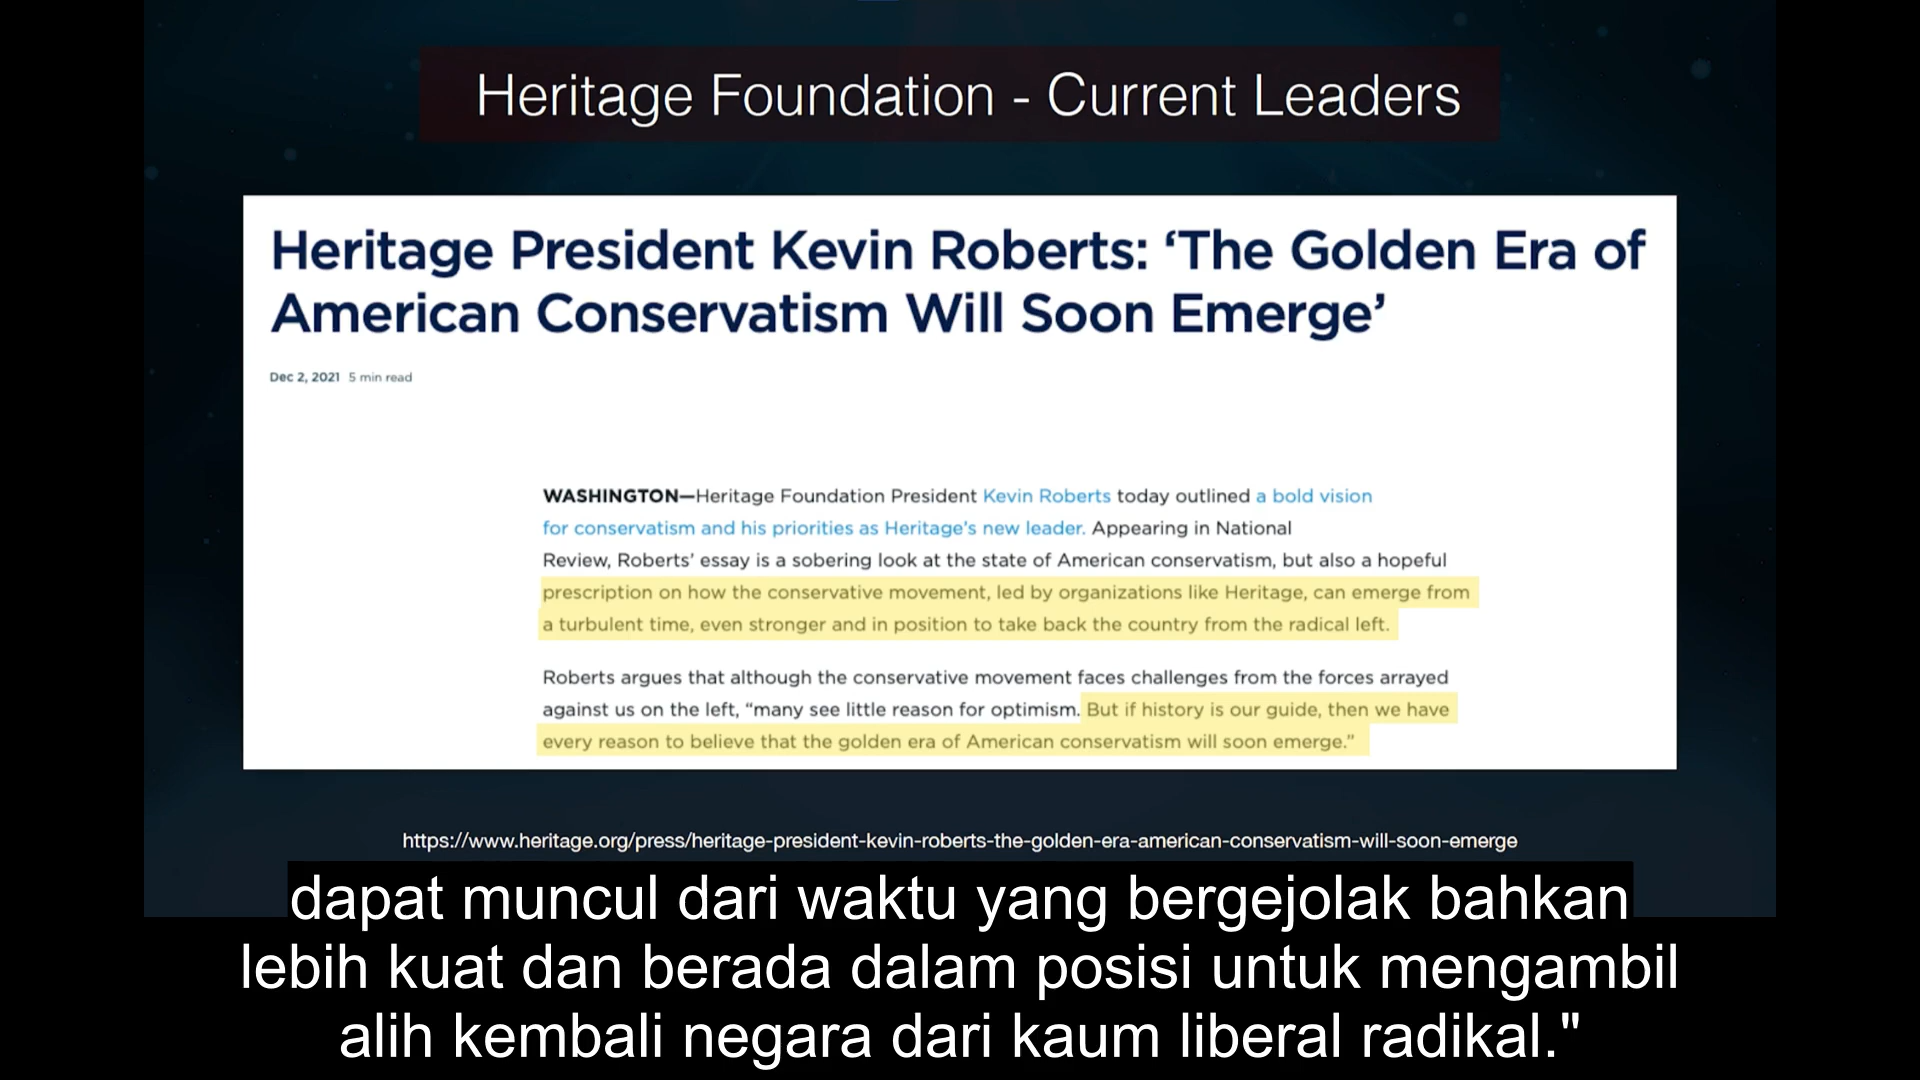 Heritage Foundation - Current Leaders
Heritage President Kevin Roberts: ‘The Golden Era of
American Conservatism Will Soon Emerge’
Dec 2, 2021 5 min read
WASHINGTON—Heritage Foundation President Kevin Roberts today outlined a bold vision
for conservatism and his priorities as Heritage's new leader. Appearing in National
Review, Roberts’ essay is a sobering look at the state of American conservatism, but also a hopeful
prescription on how the conservative movement, led by organizations like Heritage, can emerge from
a turbulent time, even stronger and in position to take back the country from the radical left.
Roberts argues that although the conservative movement faces challenges from the forces arrayed
against us on the left, “many see little reason for optimism. But if history is our guide, then we have
every reason to believe that the golden era of American conservatism will soon emerge.”
https://www.heritage.org/press/heritage-president-kevin-roberts-the-golden-era-american-conservatism-will-soon-emerge
dapat muncul dari waktu yang bergejolak bahkan
lebih kuat dan berada dalam posisi untuk mengambil
alih kembali negara dari kaum liberal radikal."